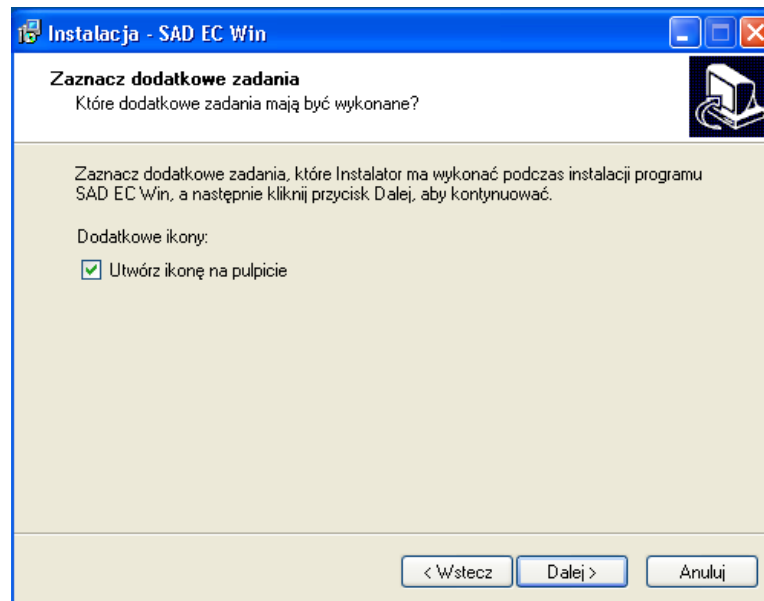 Instalacja - SAD EC Win
Zaznacz dodatkowe zadania
Które dodatkowe zadania mają być wykonane?
Zaznacz dodatkowe zadania, które Instalator ma wykonać podczas instalacji programu
SAD EC Win, a następnie kliknij przycisk Dalej, aby kontynuować.
Dodatkowe ikony:
Utwórz ikonę na pulpicie
< Wstecz
Dalej >
Anuluj